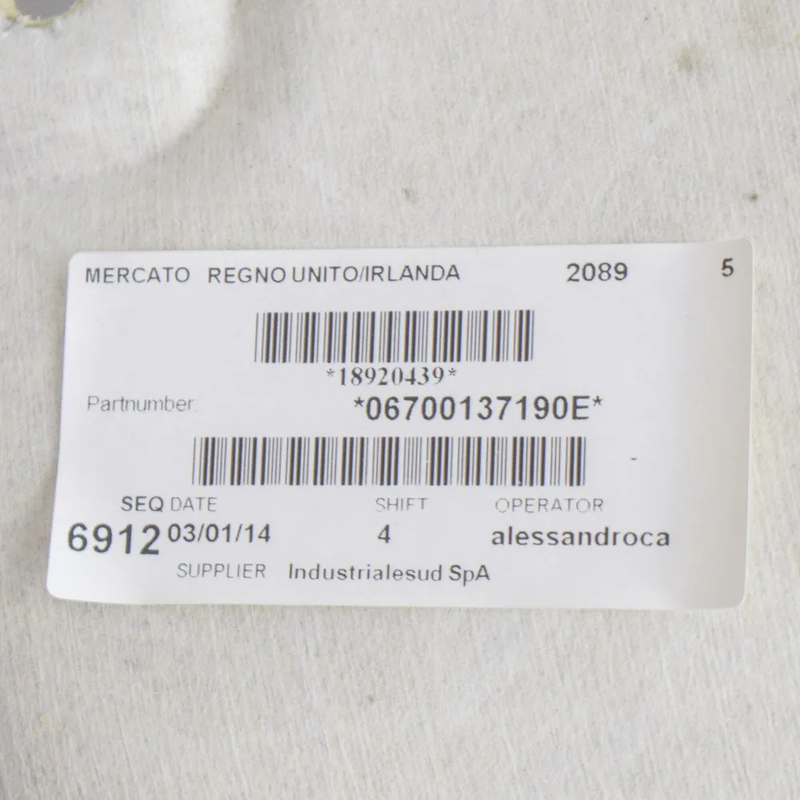 MERCATO REGNO UNITO/IRLANDA 2089 5
*18920439*
Partnumber: *06700137190E*
SEQ DATE SHIFT OPERATOR
6912 03/01/14 4 alessandroca
SUPPLIER Industrialesud SpA